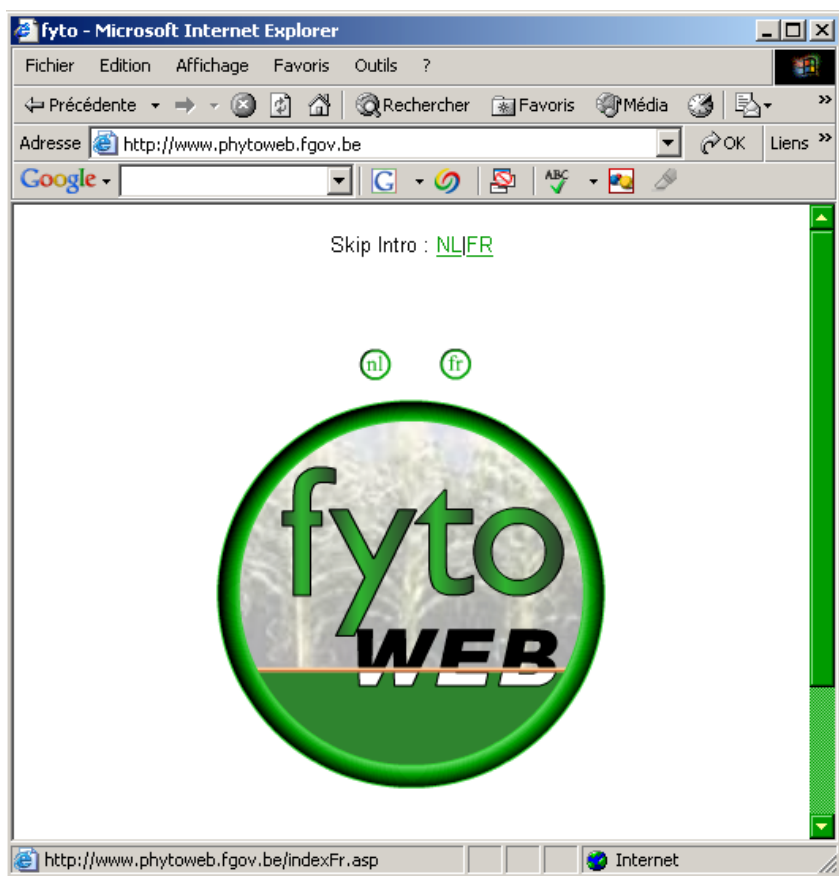 fyto - Microsoft Internet Explorer
Fichier Edition Affichage Favoris Outils ?
Précédente Rechercher Favoris Média »
Adresse http://www.phytoweb.fgov.be OK Liens »
Google G ABC
Skip Intro : NL|FR
nl fr
fyto
WEB
http://www.phytoweb.fgov.be/indexFr.asp Internet